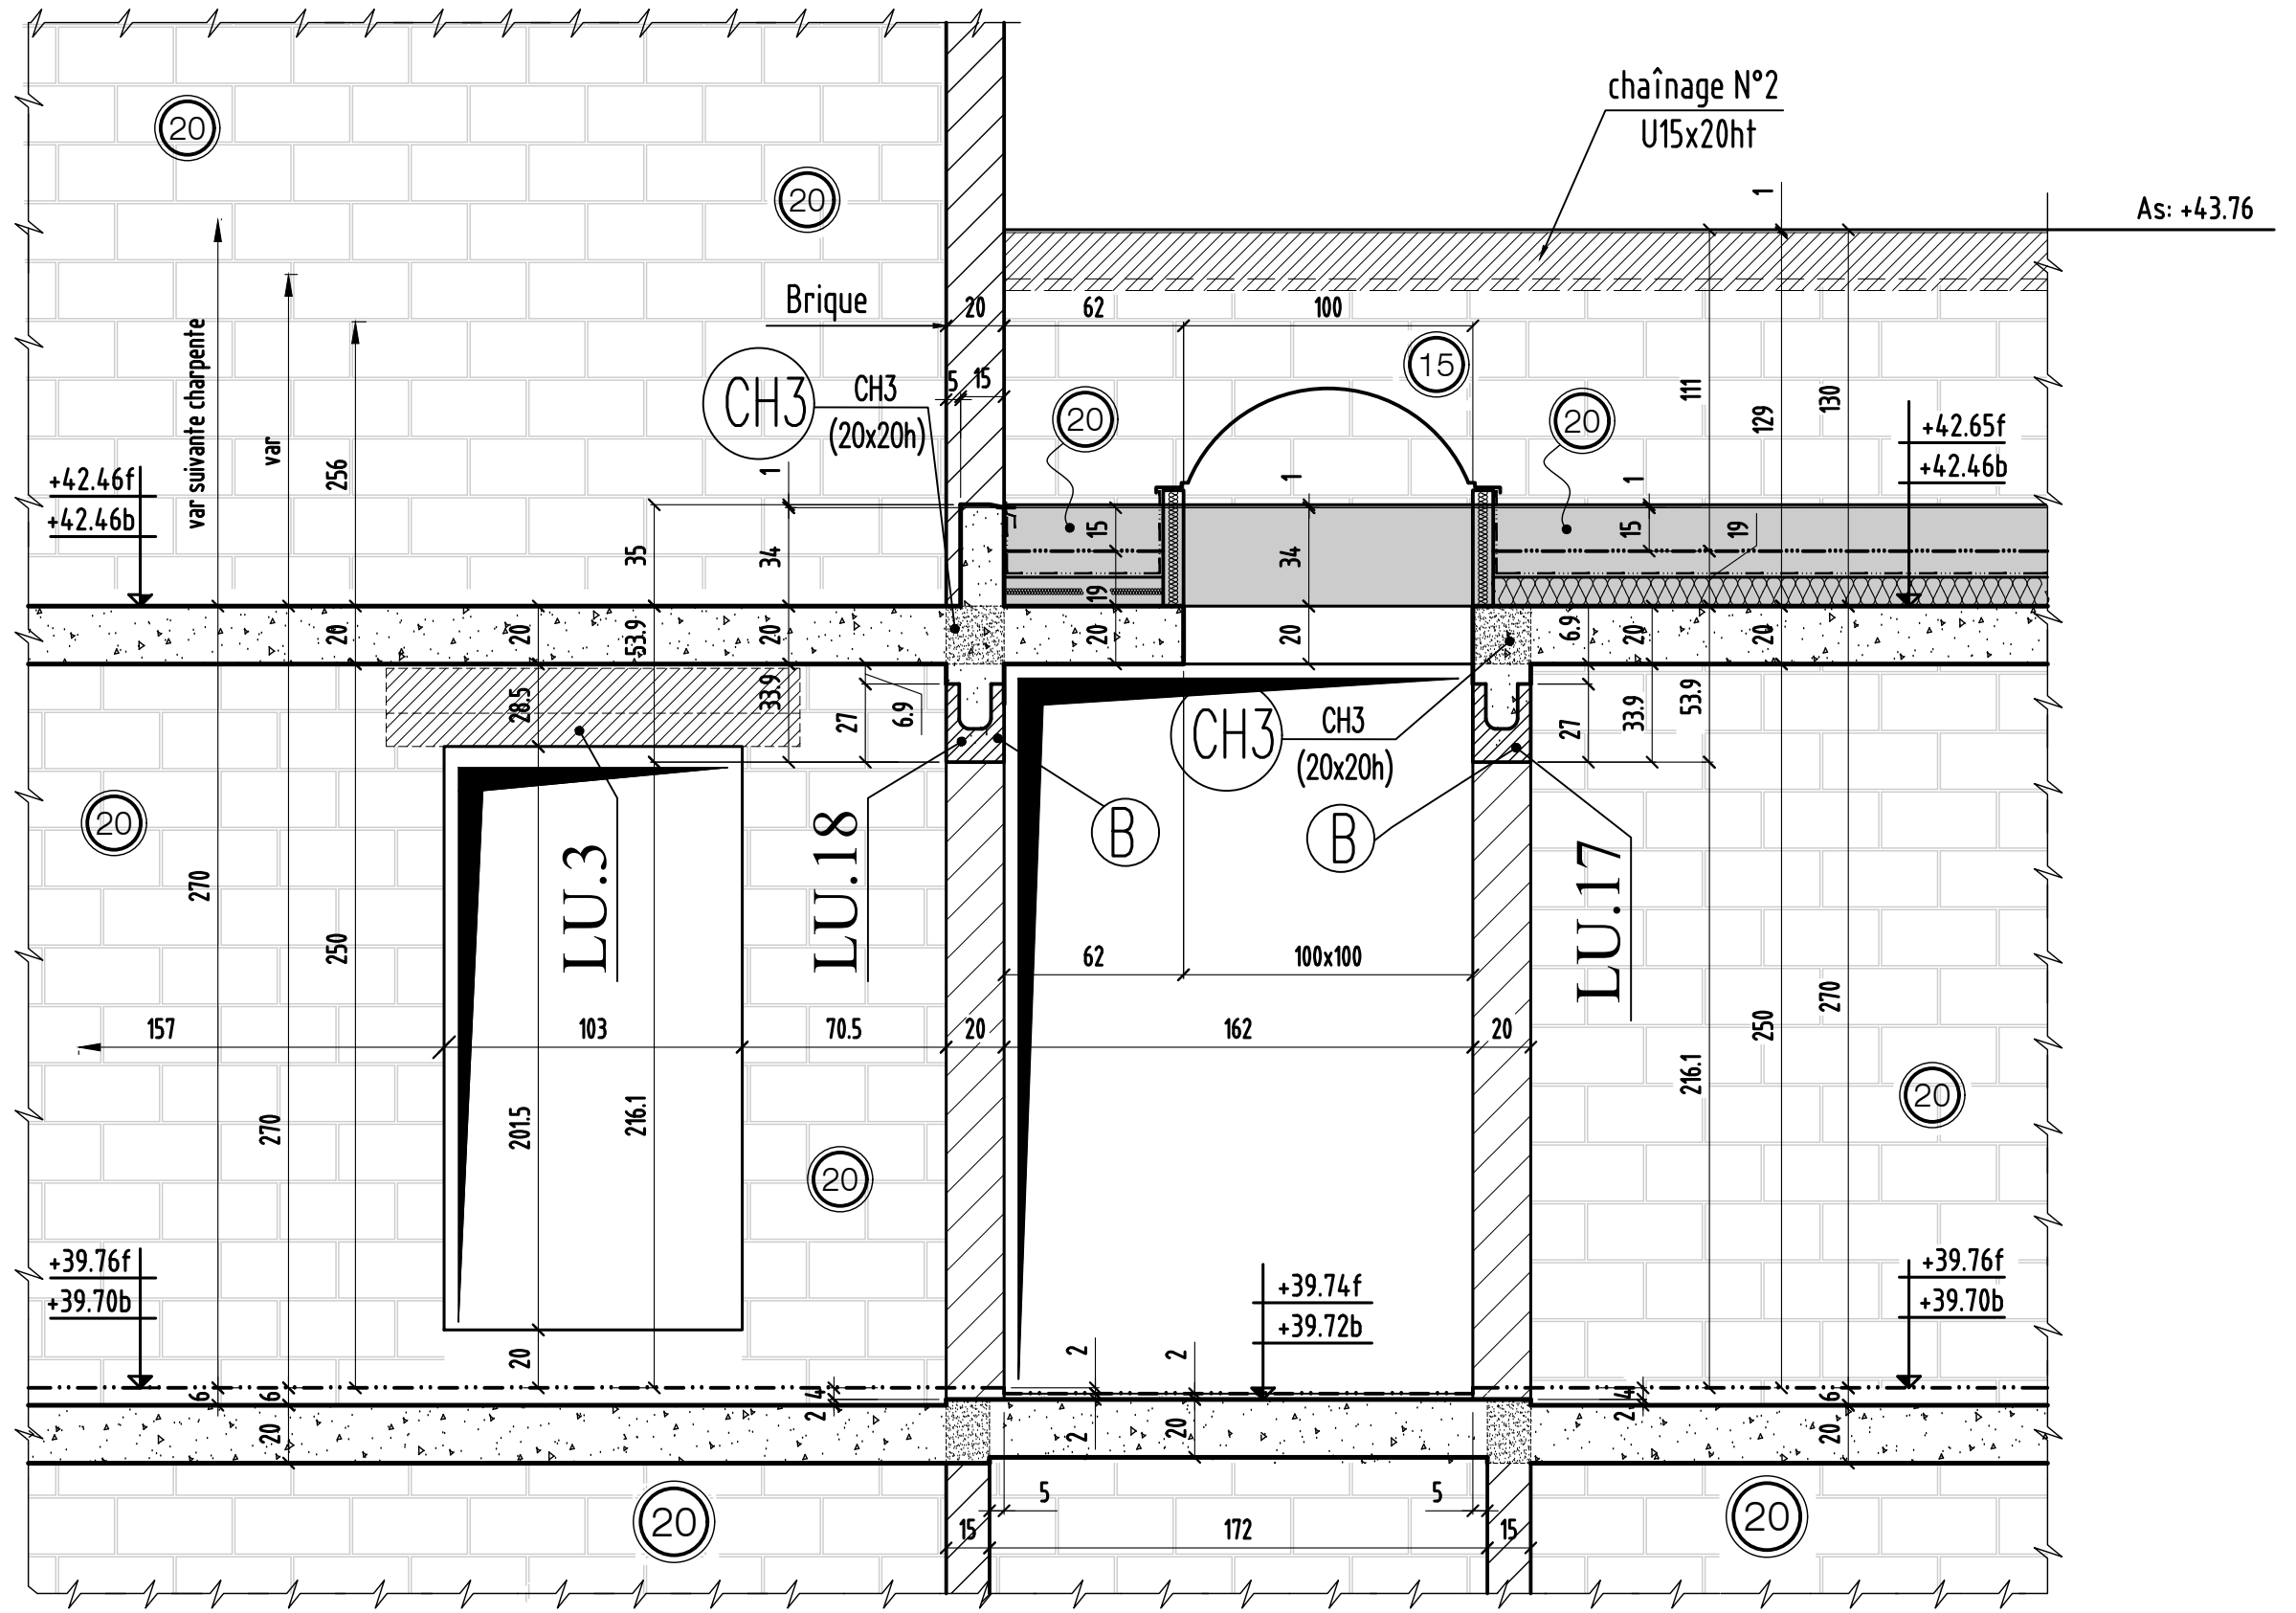 chaînage N°2
U15x20ht
As: +43.76
1
20
20
Brique
20
62
100
15
CH3
CH3
(20x20h)
5
15
20
20
111
129
130
+42.65f
+42.46b
+42.46f
+42.46b
var suivante charpente
var
256
35
1
34
15
19
1
34
1
15
19
20
20
53.9
20
20
20
6.9
20
20
28.5
33.9
27
6.9
CH3
CH3
(20x20h)
27
33.9
53.9
20
LU.3
LU.18
B
B
LU.17
270
250
270
62
100x100
157
103
70.5
20
162
20
250
270
216.1
201.5
216.1
20
20
+39.76f
+39.70b
+39.74f
+39.72b
+39.76f
+39.70b
20
2
2
6
6
2
4
2
4
6
20
2
20
20
5
5
20
15
172
15
20